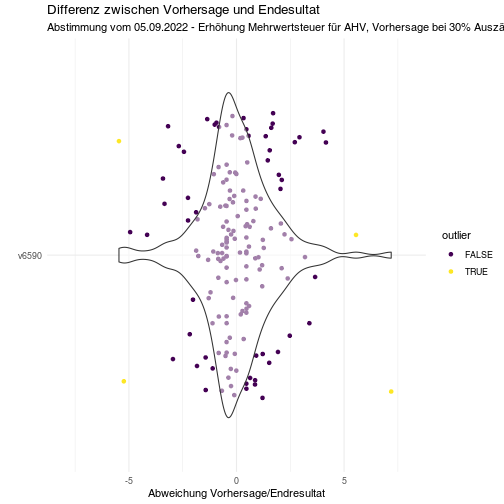 Differenz zwischen Vorhersage und Endesultat
Abstimmung vom 05.09.2022 - Erhöhung Mehrwertsteuer für AHV, Vorhersage bei 30% Auszä
v6590
outlier
FALSE
TRUE
-5
0
5
Abweichung Vorhersage/Endresultat